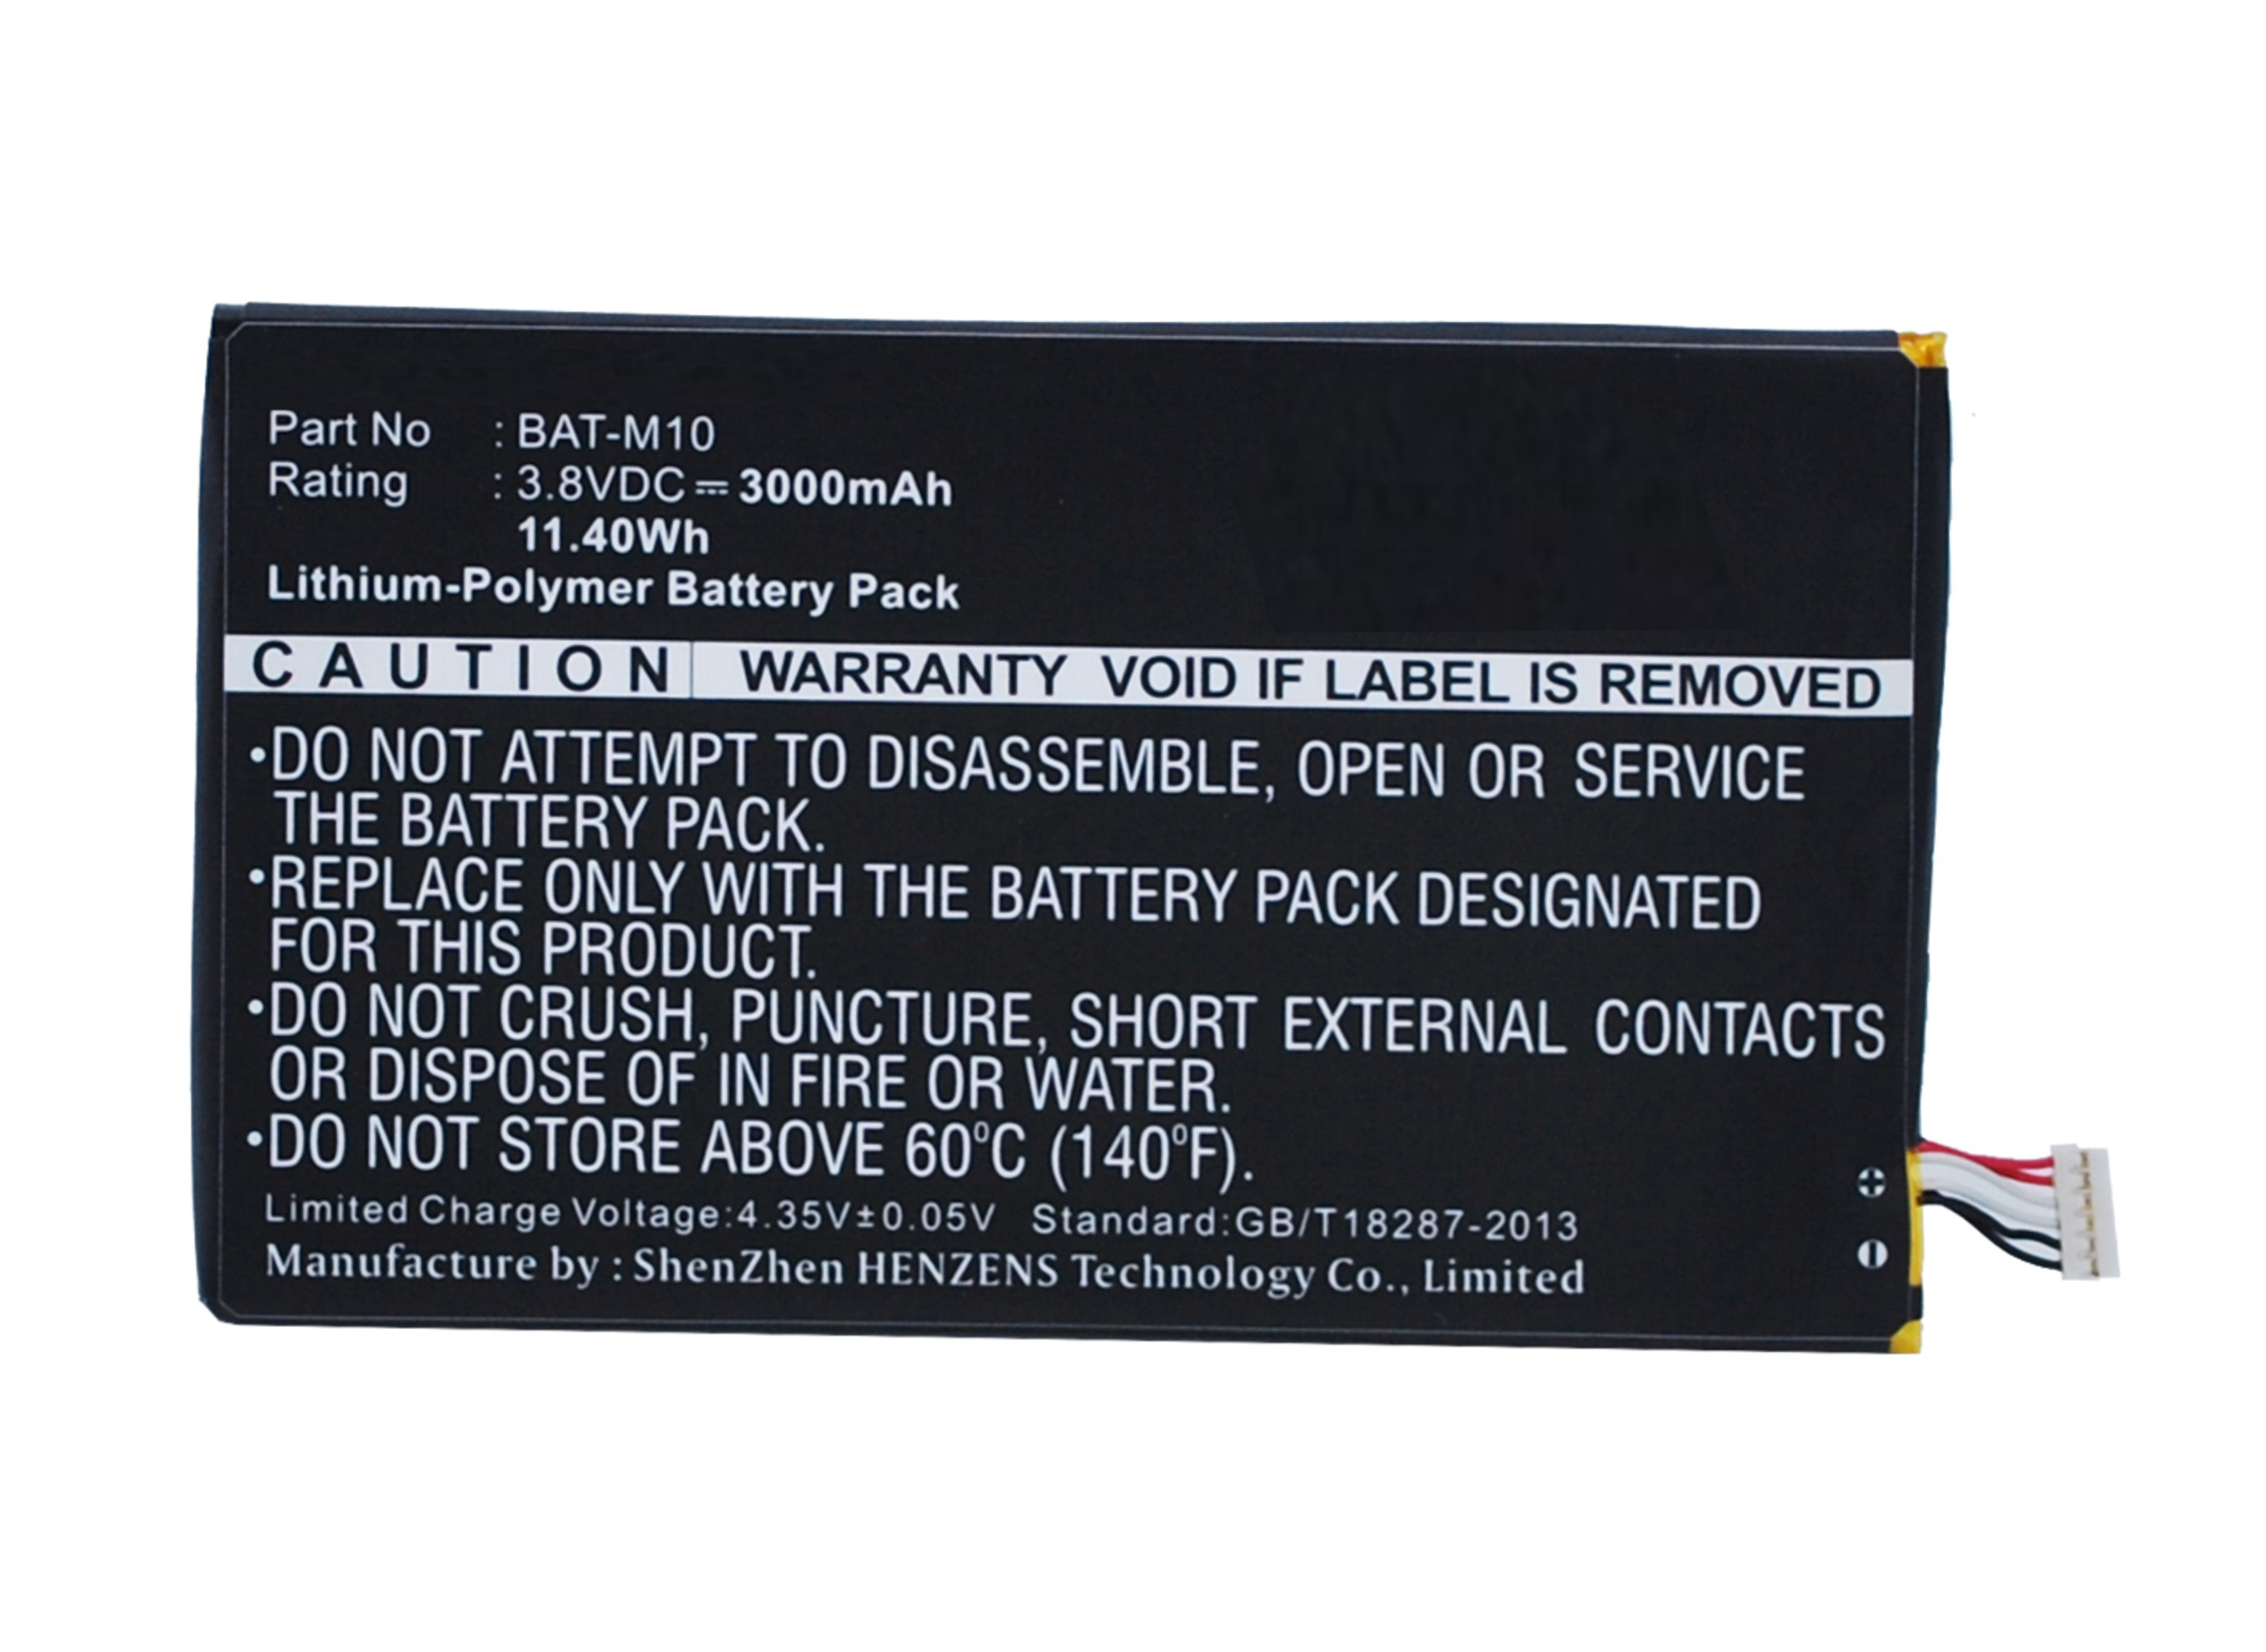 Part No : BAT-M10
Rating : 3.8VDC ⎓ 3000mAh
11.40Wh
Lithium-Polymer Battery Pack
CAUTION WARRANTY VOID IF LABEL IS REMOVED
•DO NOT ATTEMPT TO DISASSEMBLE, OPEN OR SERVICE
THE BATTERY PACK.
•REPLACE ONLY WITH THE BATTERY PACK DESIGNATED
FOR THIS PRODUCT.
•DO NOT CRUSH, PUNCTURE, SHORT EXTERNAL CONTACTS
OR DISPOSE OF IN FIRE OR WATER.
•DO NOT STORE ABOVE 60°C (140°F).
Limited Charge Voltage:4.35V±0.05V Standard:GB/T18287-2013
Manufacture by : ShenZhen HENZENS Technology Co., Limited
+
-